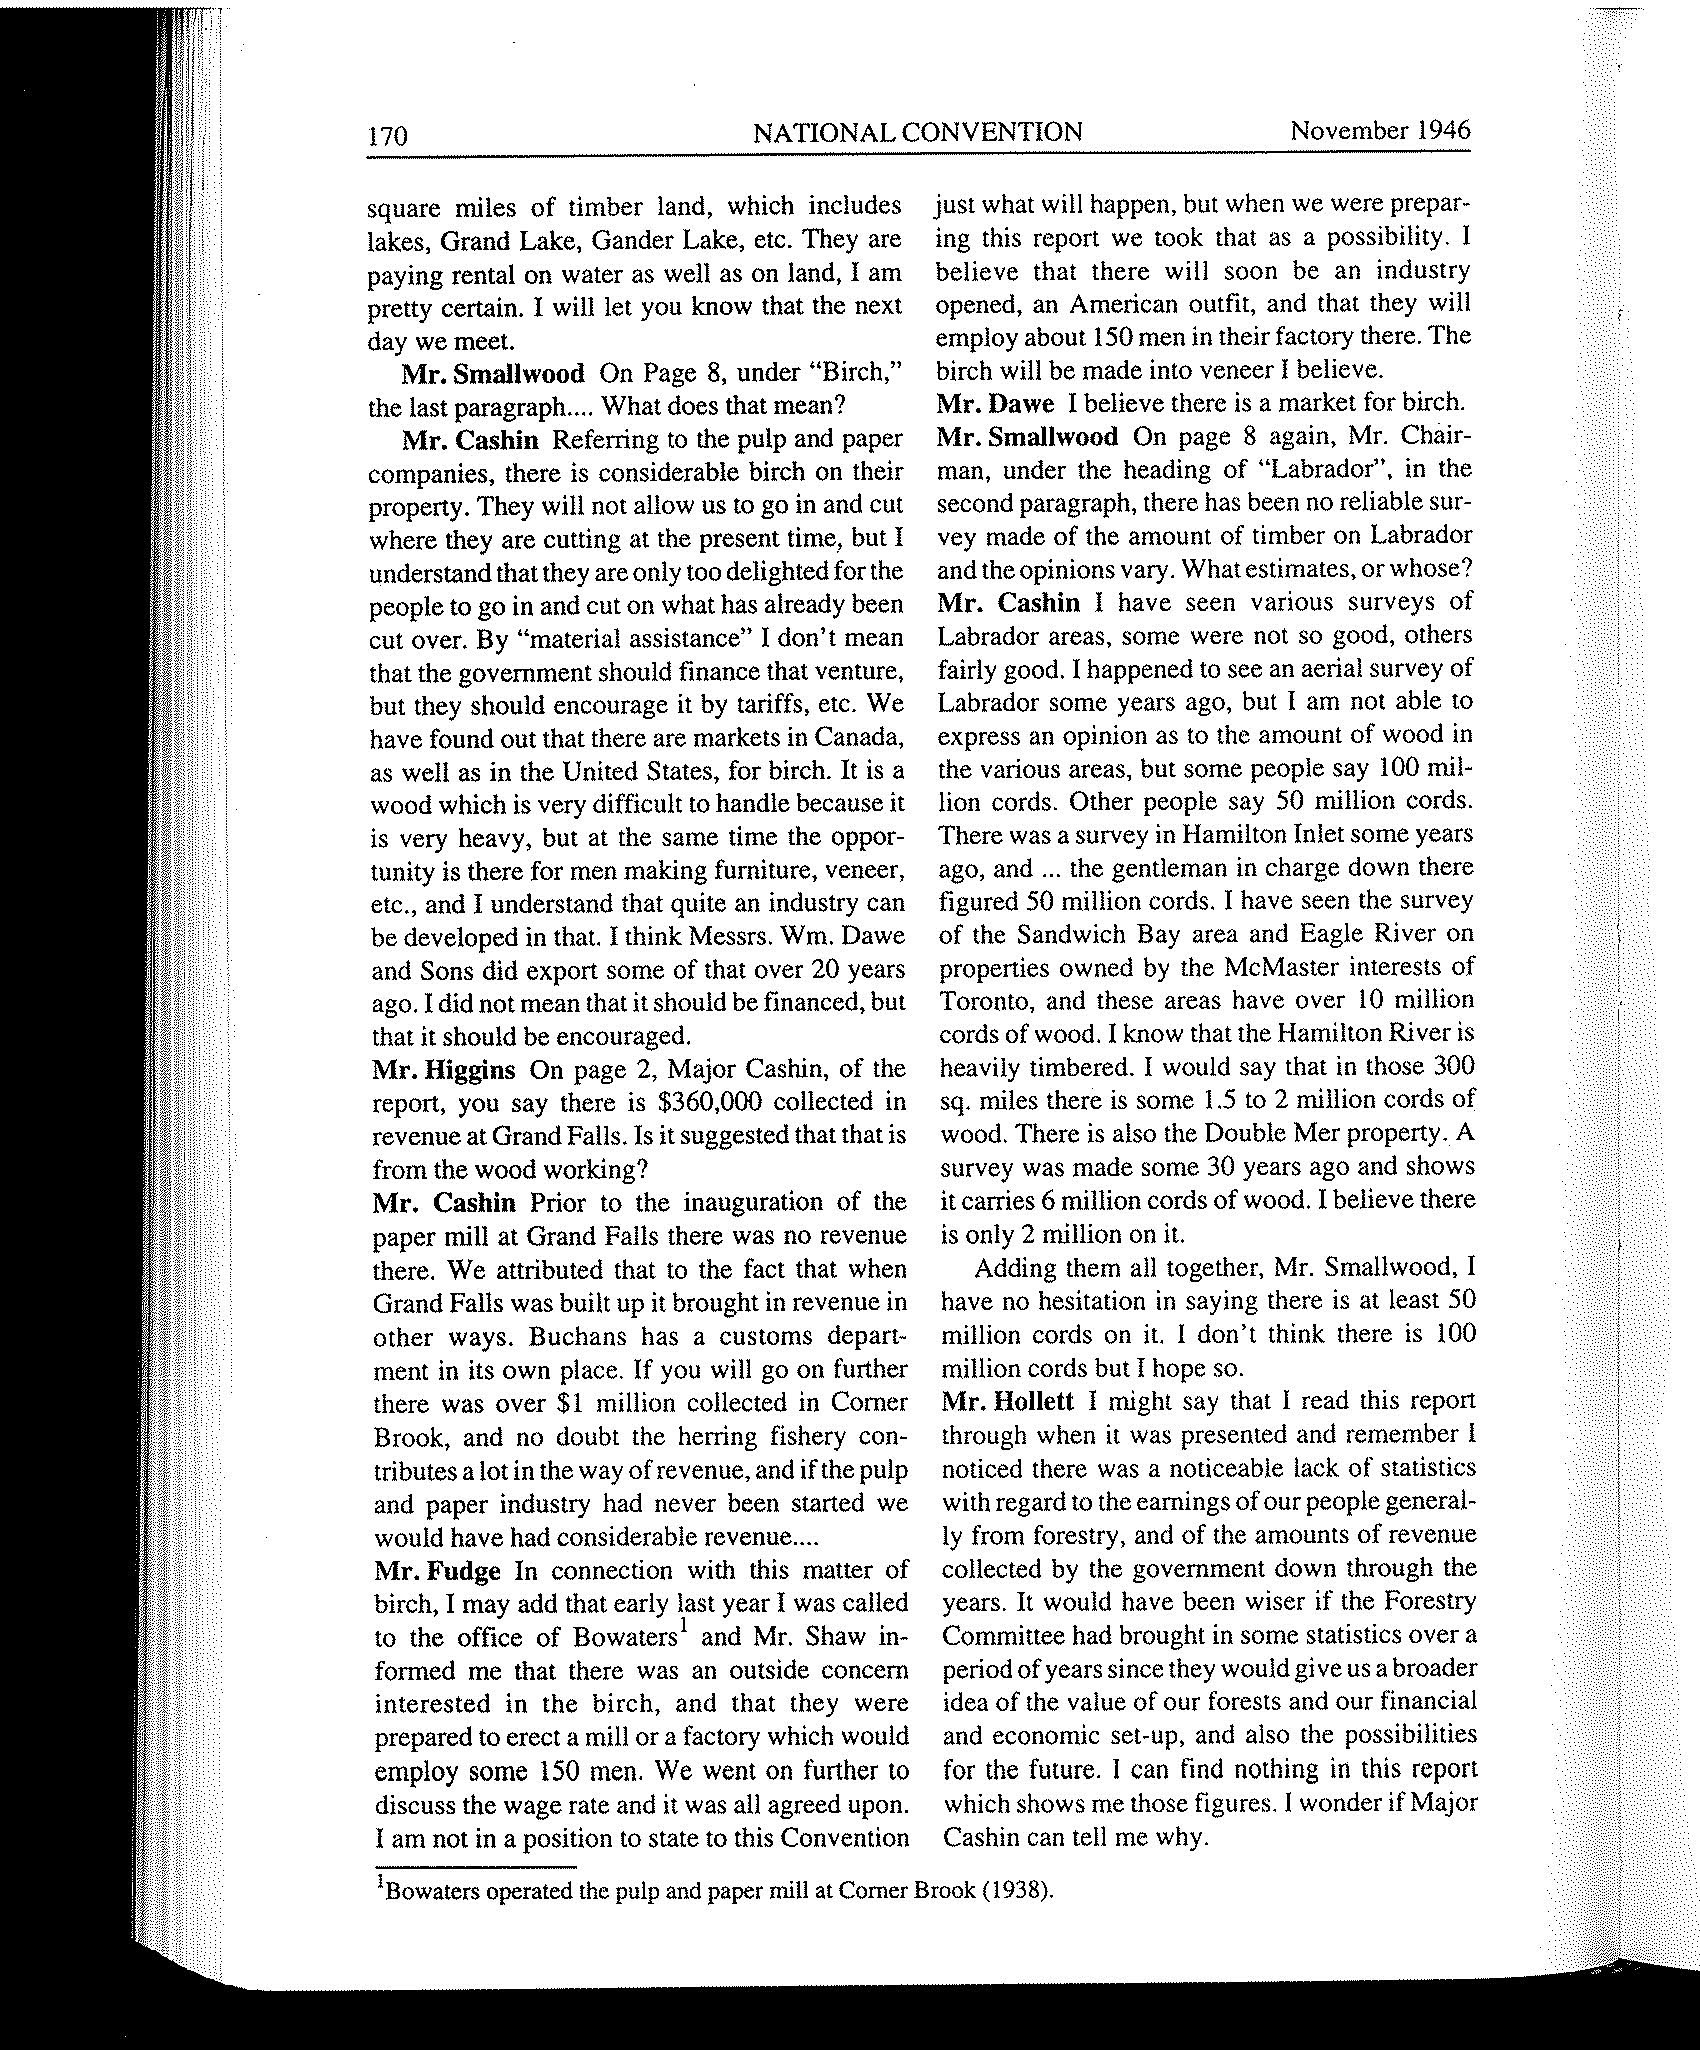 170
NATIONAL CONVENTION
November 1946
square miles of timber land, which includes
lakes, Grand Lake, Gander Lake, etc. They are
paying rental on water as well as on land, I am
pretty certain. I will let you know that the next
day we meet.
Mr. Smallwood On Page 8, under “Birch,”
the last paragraph.... What does that mean?
Mr. Cashin Referring to the pulp and paper
companies, there is considerable birch on their
property. They will not allow us to go in and cut
where they are cutting at the present time, but I
understand that they are only too delighted for the
people to go in and cut on what has already been
cut over. By “material assistance” I don't mean
that the government should finance that venture,
but they should encourage it by tariffs, etc. We
have found out that there are markets in Canada,
as well as in the United States, for birch. It is a
wood which is very difficult to handle because it
is very heavy, but at the same time the oppor-
tunity is there for men making furniture, veneer,
etc., and I understand that quite an industry can
be developed in that. I think Messrs. Wm. Dawe
and Sons did export some of that over 20 years
ago. I did not mean that it should be financed, but
that it should be encouraged.
Mr. Higgins On page 2, Major Cashin, of the
report, you say there is $360,000 collected in
revenue at Grand Falls. Is it suggested that that is
from the wood working?
Mr. Cashin Prior to the inauguration of the
paper mill at Grand Falls there was no revenue
there. We attributed that to the fact that when
Grand Falls was built up it brought in revenue in
other ways. Buchans has a customs depart-
ment in its own place. If you will go on further
there was over $1 million collected in Corner
Brook, and no doubt the herring fishery con-
tributes a lot in the way of revenue, and if the pulp
and paper industry had never been started we
would have had considerable revenue....
Mr. Fudge In connection with this matter of
birch, I may add that early last year I was called
to the office of Bowaters¹ and Mr. Shaw in-
formed me that there was an outside concern
interested in the birch, and that they were
prepared to erect a mill or a factory which would
employ some 150 men. We went on further to
discuss the wage rate and it was all agreed upon.
I am not in a position to state to this Convention
just what will happen, but when we were prepar-
ing this report we took that as a possibility. I
believe that there will soon be an industry
opened, an American outfit, and that they will
employ about 150 men in their factory there. The
birch will be made into veneer I believe.
Mr. Dawe I believe there is a market for birch.
Mr. Smallwood On page 8 again, Mr. Chair-
man, under the heading of “Labrador”, in the
second paragraph, there has been no reliable sur-
vey made of the amount of timber on Labrador
and the opinions vary. What estimates, or whose?
Mr. Cashin I have seen various surveys of
Labrador areas, some were not so good, others
fairly good. I happened to see an aerial survey of
Labrador some years ago, but I am not able to
express an opinion as to the amount of wood in
the various areas, but some people say 100 mil-
lion cords. Other people say 50 million cords.
There was a survey in Hamilton Inlet some years
ago, and ... the gentleman in charge down there
figured 50 million cords. I have seen the survey
of the Sandwich Bay area and Eagle River on
properties owned by the McMaster interests of
Toronto, and these areas have over 10 million
cords of wood. I know that the Hamilton River is
heavily timbered. I would say that in those 300
sq. miles there is some 1.5 to 2 million cords of
wood. There is also the Double Mer property. A
survey was made some 30 years ago and shows
it carries 6 million cords of wood. I believe there
is only 2 million on it.
Adding them all together, Mr. Smallwood, I
have no hesitation in saying there is at least 50
million cords on it. I don't think there is 100
million cords but I hope so.
Mr. Hollett I might say that I read this report
through when it was presented and remember I
noticed there was a noticeable lack of statistics
with regard to the earnings of our people general-
ly from forestry, and of the amounts of revenue
collected by the government down through the
years. It would have been wiser if the Forestry
Committee had brought in some statistics over a
period of years since they would give us a broader
idea of the value of our forests and our financial
and economic set-up, and also the possibilities
for the future. I can find nothing in this report
which shows me those figures. I wonder if Major
Cashin can tell me why.
¹Bowaters operated the pulp and paper mill at Corner Brook (1938).